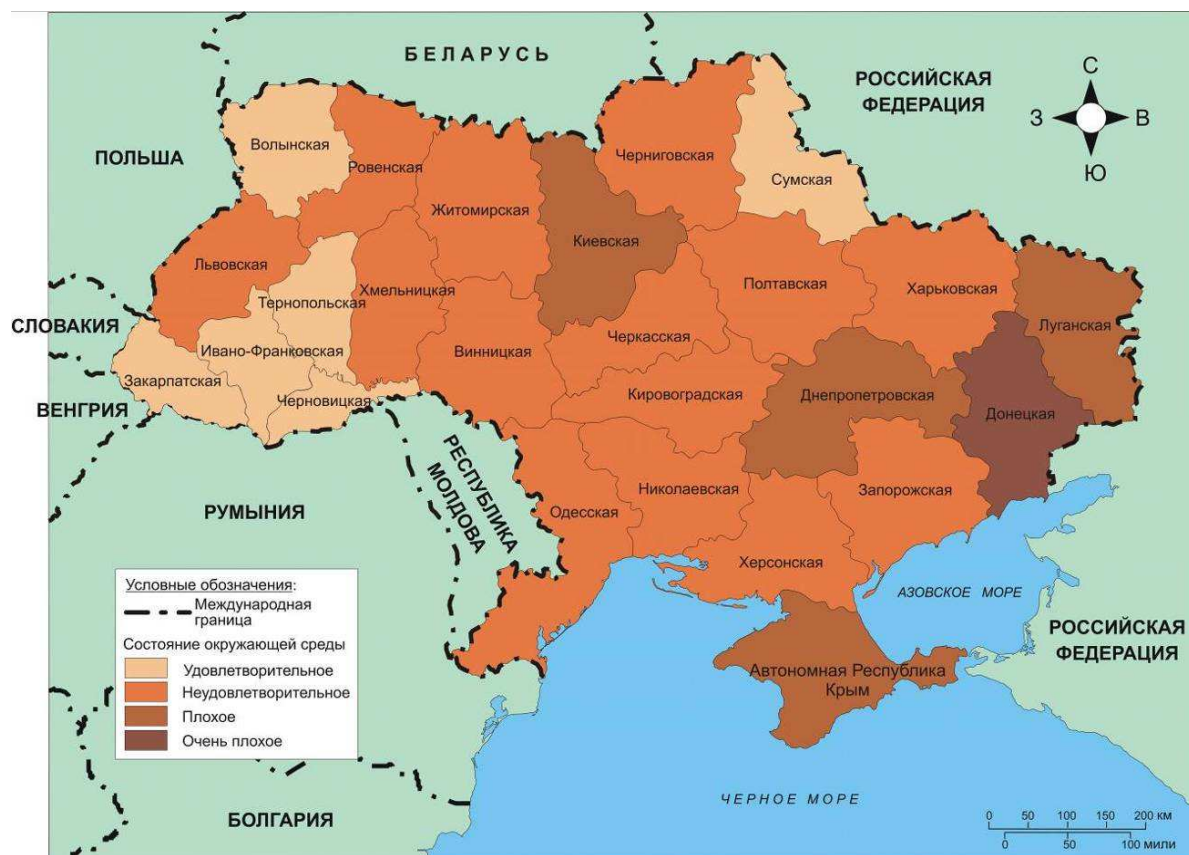 БЕЛАРУСЬ
РОССИЙСКАЯ
ФЕДЕРАЦИЯ
С
З
В
Ю
ПОЛЬША
Волынская
Ровенская
Житомирская
Черниговская
Сумская
Киевская
Львовская
Тернопольская
Хмельницкая
Полтавская
Харьковская
Луганская
СЛОВАКИЯ
Ивано-Франковская
Винницкая
Черкасская
Закарпатская
Черновицкая
Кировоградская
Днепропетровская
Донецкая
ВЕНГРИЯ
РЕСПУБЛИКА
МОЛДОВА
РУМЫНИЯ
Одесская
Николаевская
Запорожская
Херсонская
АЗОВСКОЕ МОРЕ
РОССИЙСКАЯ
ФЕДЕРАЦИЯ
Автономная Республика
Крым
Условные обозначения:
Международная
граница
Состояние окружающей среды
Удовлетворительное
Неудовлетворительное
Плохое
Очень плохое
БОЛГАРИЯ
ЧЕРНОЕ МОРЕ
0 50 100 150 200 км
0 50 100 мили